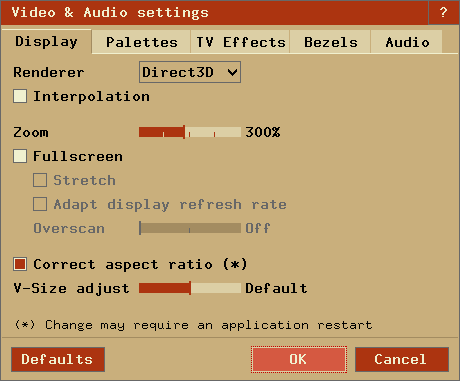 Video & Audio settings ?
Display Palettes TV Effects Bezels Audio
Renderer Direct3D
Interpolation
Zoom 300%
Fullscreen
Stretch
Adapt display refresh rate
Overscan Off
Correct aspect ratio (*)
V-Size adjust Default
(*) Change may require an application restart
Defaults OK Cancel